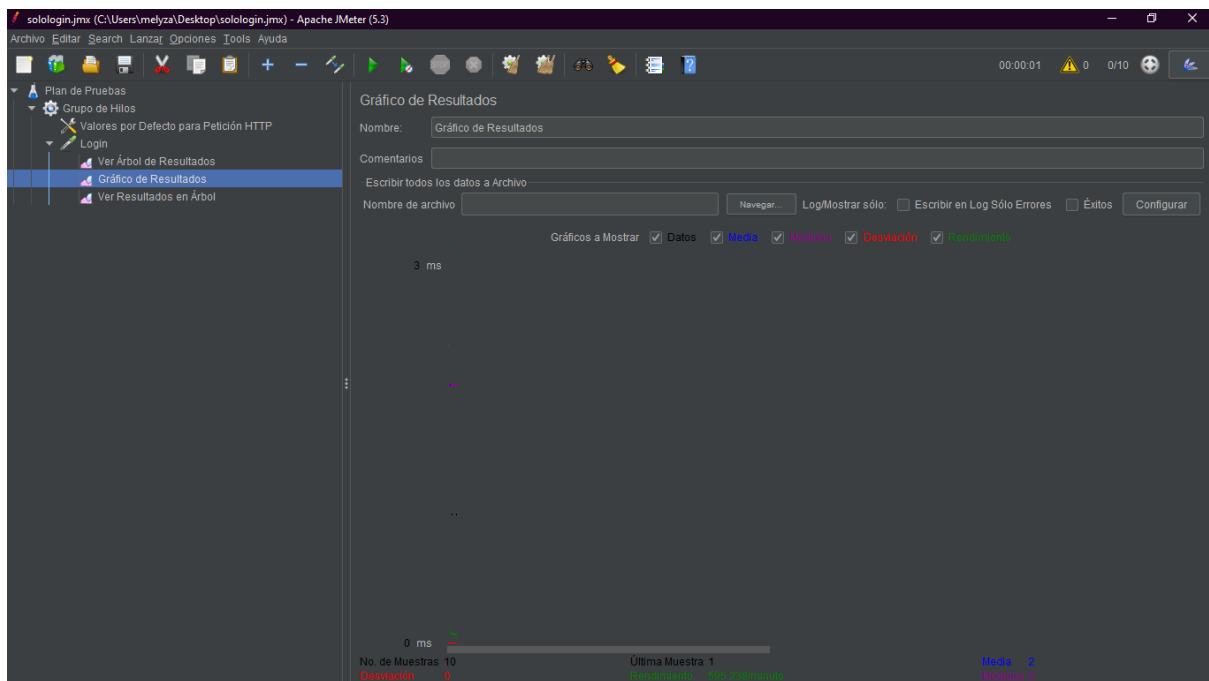 solologin.jmx (C:\Users\melyza\Desktop\solologin.jmx) - Apache JMeter (5.3)
Archivo Editar Search Lanzar Opciones Tools Ayuda
00:00:01 0 0/10
Plan de Pruebas
Grupo de Hilos
Valores por Defecto para Petición HTTP
Login
Ver Árbol de Resultados
Gráfico de Resultados
Ver Resultados en Árbol
Gráfico de Resultados
Nombre: Gráfico de Resultados
Comentarios
Escribir todos los datos a Archivo
Nombre de archivo Navegar... Log/Mostrar sólo: Escribir en Log Sólo Errores Éxitos Configurar
Gráficos a Mostrar Datos Media Mediana Desviación Rendimiento
3 ms
0 ms
No. de Muestras 10 Última Muestra 1 Media 2
Desviación 0 Rendimiento